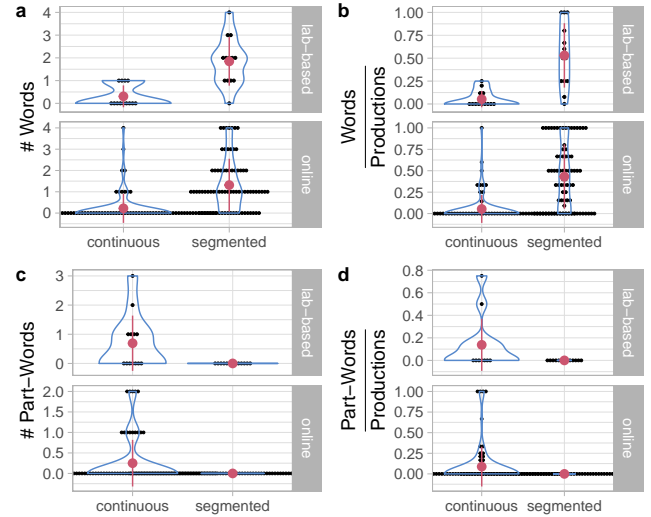 a
# Words
4
3
2
1
0
lab-based
4
3
2
1
0
online
continuous segmented
b
Words
Productions
1.00
0.75
0.50
0.25
0.00
lab-based
1.00
0.75
0.50
0.25
0.00
online
continuous segmented
c
# Part−Words
3
2
1
0
lab-based
2.0
1.5
1.0
0.5
0.0
online
continuous segmented
d
Part−Words
Productions
0.8
0.6
0.4
0.2
0.0
lab-based
1.00
0.75
0.50
0.25
0.00
online
continuous segmented